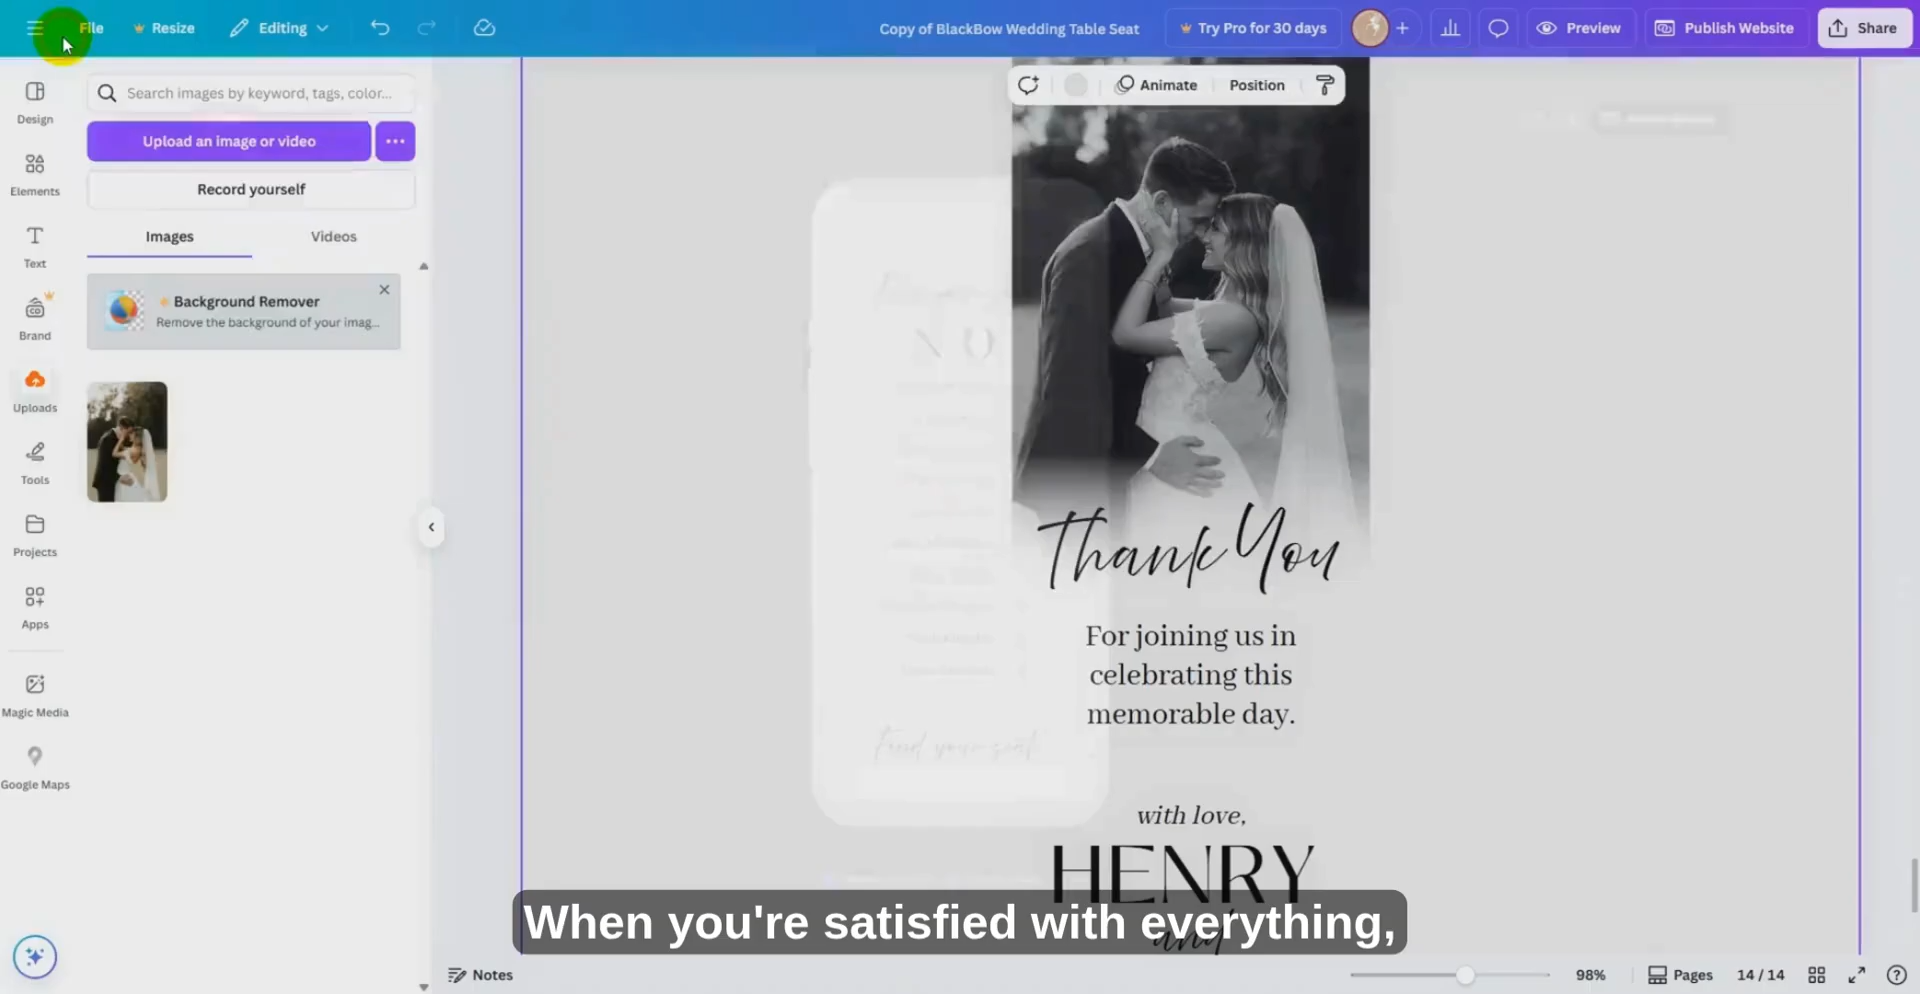 File
Resize
Editing
Copy of BlackBow Wedding Table Seat
Try Pro for 30 days
Preview
Publish Website
Share
Design
Elements
Text
Brand
Uploads
Tools
Projects
Apps
Magic Media
Google Maps
Search images by keyword, tags, color...
Upload an image or video
Record yourself
Images
Videos
Background Remover
Remove the background of your imag...
Animate
Position
Thank You
For joining us in
celebrating this
memorable day.
Find your seat
with love,
HENRY
and
When you're satisfied with everything,
Notes
98%
Pages
14 / 14